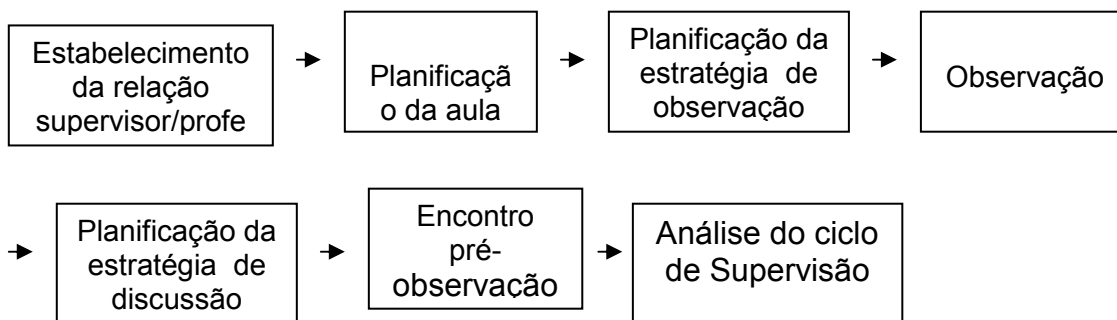 Estabelecimento
da relação
supervisor/profe
Planificaçã
o da aula
Planificação da
estratégia de
observação
Observação
Planificação da
estratégia de
discussão
Encontro
pré-
observação
Análise do ciclo
de Supervisão